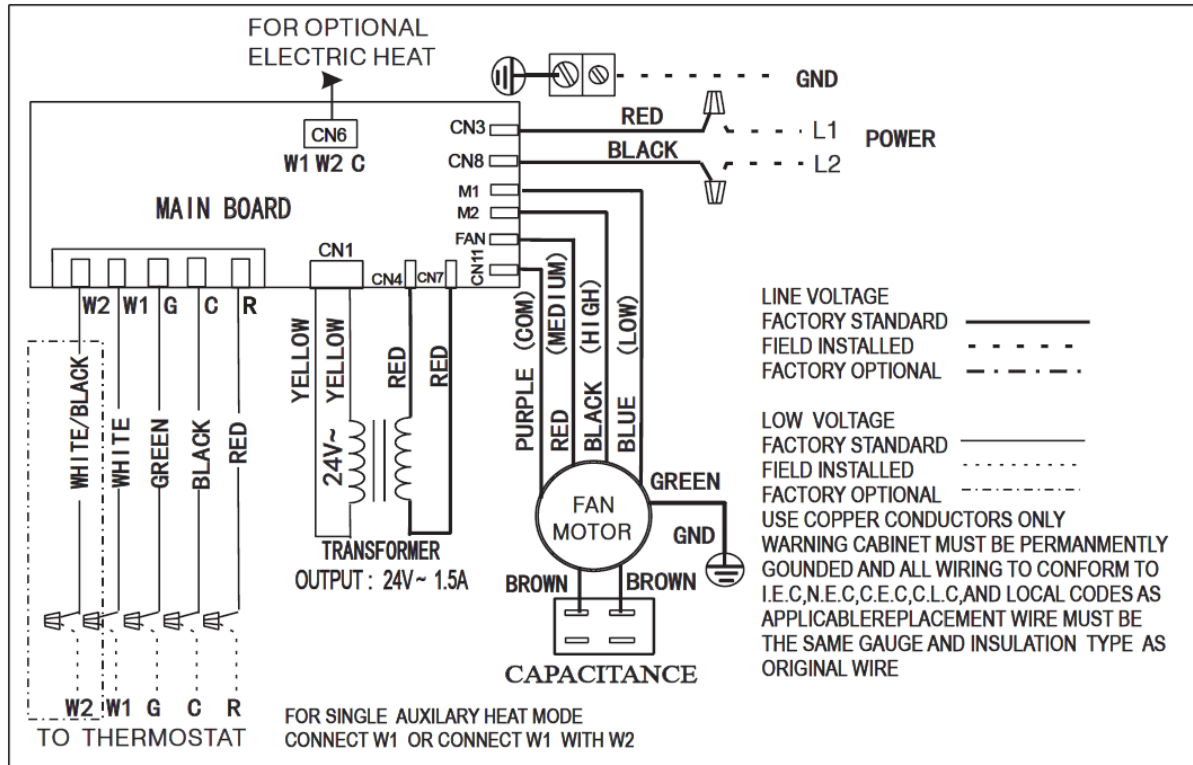 FOR OPTIONAL
ELECTRIC HEAT
GND
RED
L1
POWER
BLACK
L2
CN6
W1 W2 C
CN3
CN8
M1
M2
FAN
CN11
MAIN BOARD
CN1
CN4
CN7
W2 W1 G C R
WHITE/BLACK
WHITE
GREEN
BLACK
RED
YELLOW
YELLOW
24V~
RED
RED
TRANSFORMER
OUTPUT : 24V~ 1.5A
PURPLE (COM)
RED (MEDIUM)
BLACK (HIGH)
BLUE (LOW)
FAN
MOTOR
GREEN
GND
BROWN
BROWN
CAPACITANCE
W2 W1 G C R
TO THERMOSTAT
FOR SINGLE AUXILARY HEAT MODE
CONNECT W1 OR CONNECT W1 WITH W2
LINE VOLTAGE
FACTORY STANDARD
FIELD INSTALLED
FACTORY OPTIONAL
LOW VOLTAGE
FACTORY STANDARD
FIELD INSTALLED
FACTORY OPTIONAL
USE COPPER CONDUCTORS ONLY
WARNING CABINET MUST BE PERMANMENTLY
GOUNDED AND ALL WIRING TO CONFORM TO
I.E.C,N.E.C,C.E.C,C.L.C,AND LOCAL CODES AS
APPLICABLEREPLACEMENT WIRE MUST BE
THE SAME GAUGE AND INSULATION TYPE AS
ORIGINAL WIRE